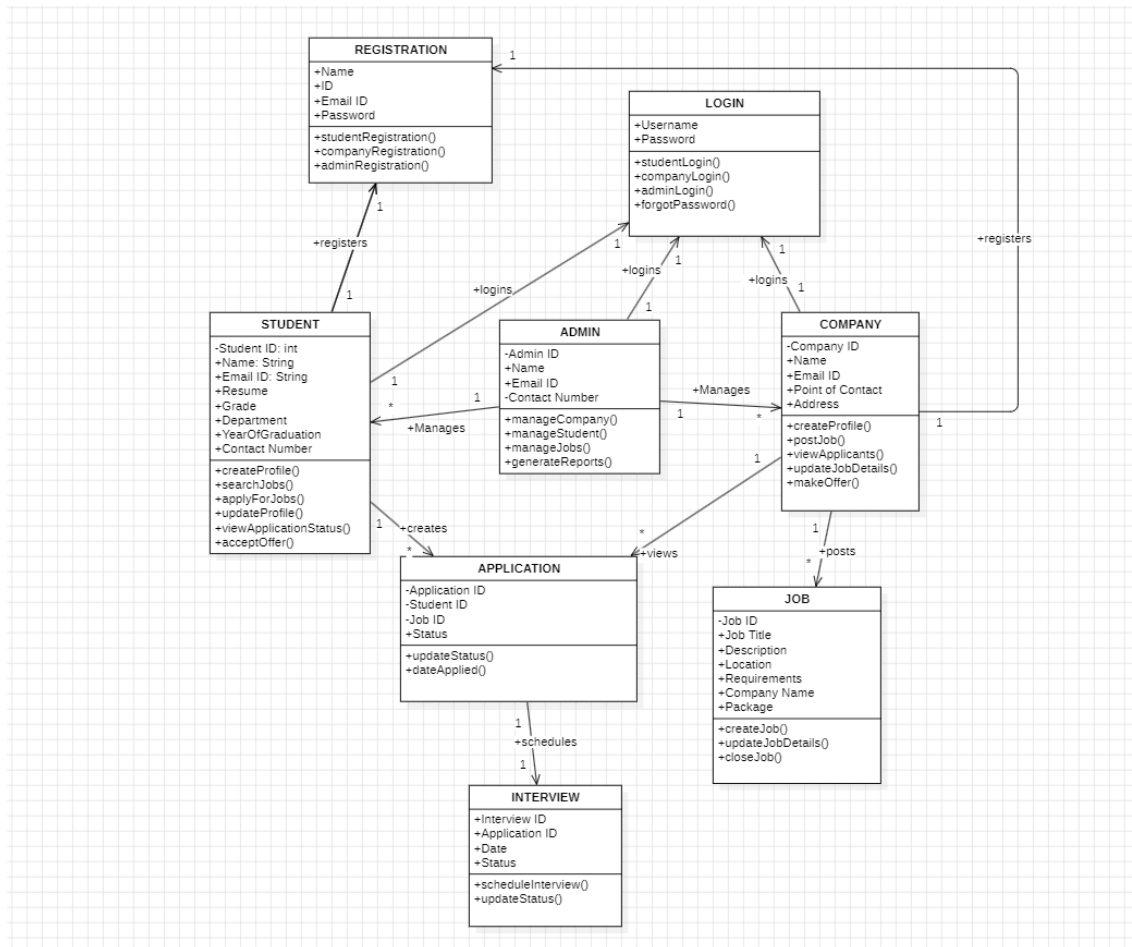 REGISTRATION
+Name
+ID
+Email ID
+Password
+studentRegistration()
+companyRegistration()
+adminRegistration()
1
LOGIN
+Username
+Password
+studentLogin()
+companyLogin()
+adminLogin()
+forgotPassword()
1
+registers
1
+registers
1
+logins
1
1
+logins
1
1
+logins
1
STUDENT
-Student ID: int
+Name: String
+Email ID: String
+Resume
+Grade
+Department
+YearOfGraduation
+Contact Number
+createProfile()
+searchJobs()
+applyForJobs()
+updateProfile()
+viewApplicationStatus()
+acceptOffer()
1
*
+Manages
1
ADMIN
-Admin ID
+Name
+Email ID
-Contact Number
+manageCompany()
+manageStudent()
+manageJobs()
+generateReports()
+Manages
1
*
COMPANY
-Company ID
+Name
+Email ID
+Point of Contact
+Address
+createProfile()
+postJob()
+viewApplicants()
+updateJobDetails()
+makeOffer()
1
1
+creates
*
1
*
+views
1
+posts
*
APPLICATION
-Application ID
-Student ID
-Job ID
+Status
+updateStatus()
+dateApplied()
JOB
-Job ID
+Job Title
+Description
+Location
+Requirements
+Company Name
+Package
+createJob()
+updateJobDetails()
+closeJob()
1
+schedules
1
INTERVIEW
+Interview ID
+Application ID
+Date
+Status
+scheduleInterview()
+updateStatus()